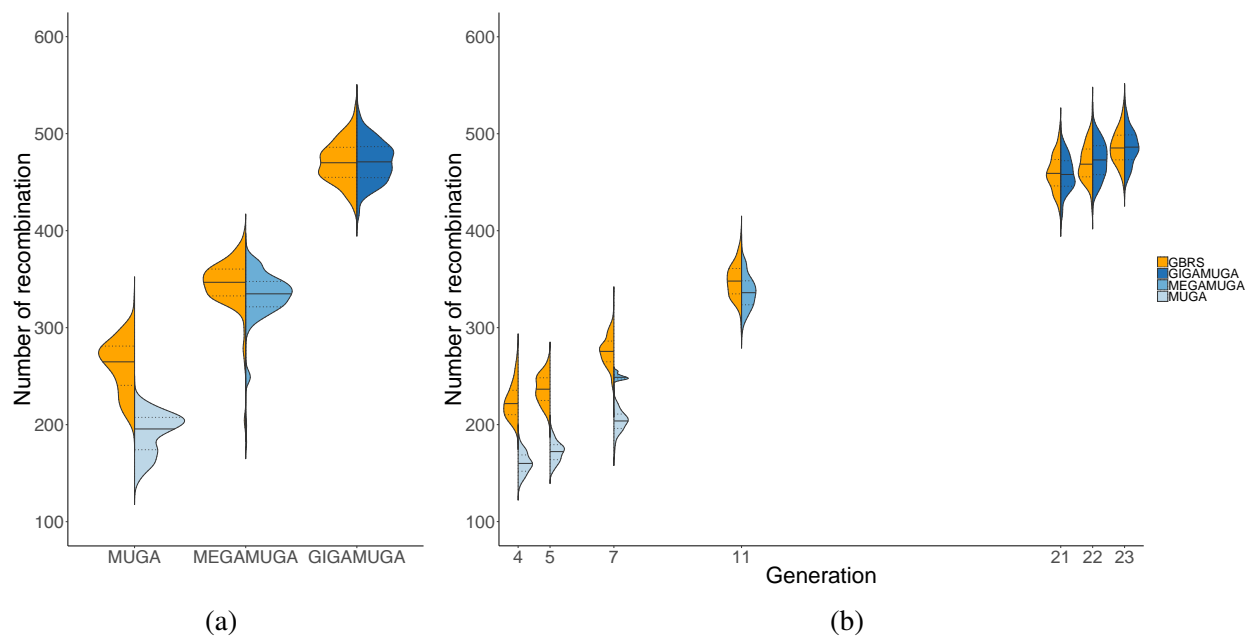 Number of recombination
600
500
400
300
200
100
MUGA MEGAMUGA GIGAMUGA
(a)
Number of recombination
600
500
400
300
200
100
4 5 7 11 21 22 23
Generation
(b)
GBRS
GIGAMUGA
MEGAMUGA
MUGA